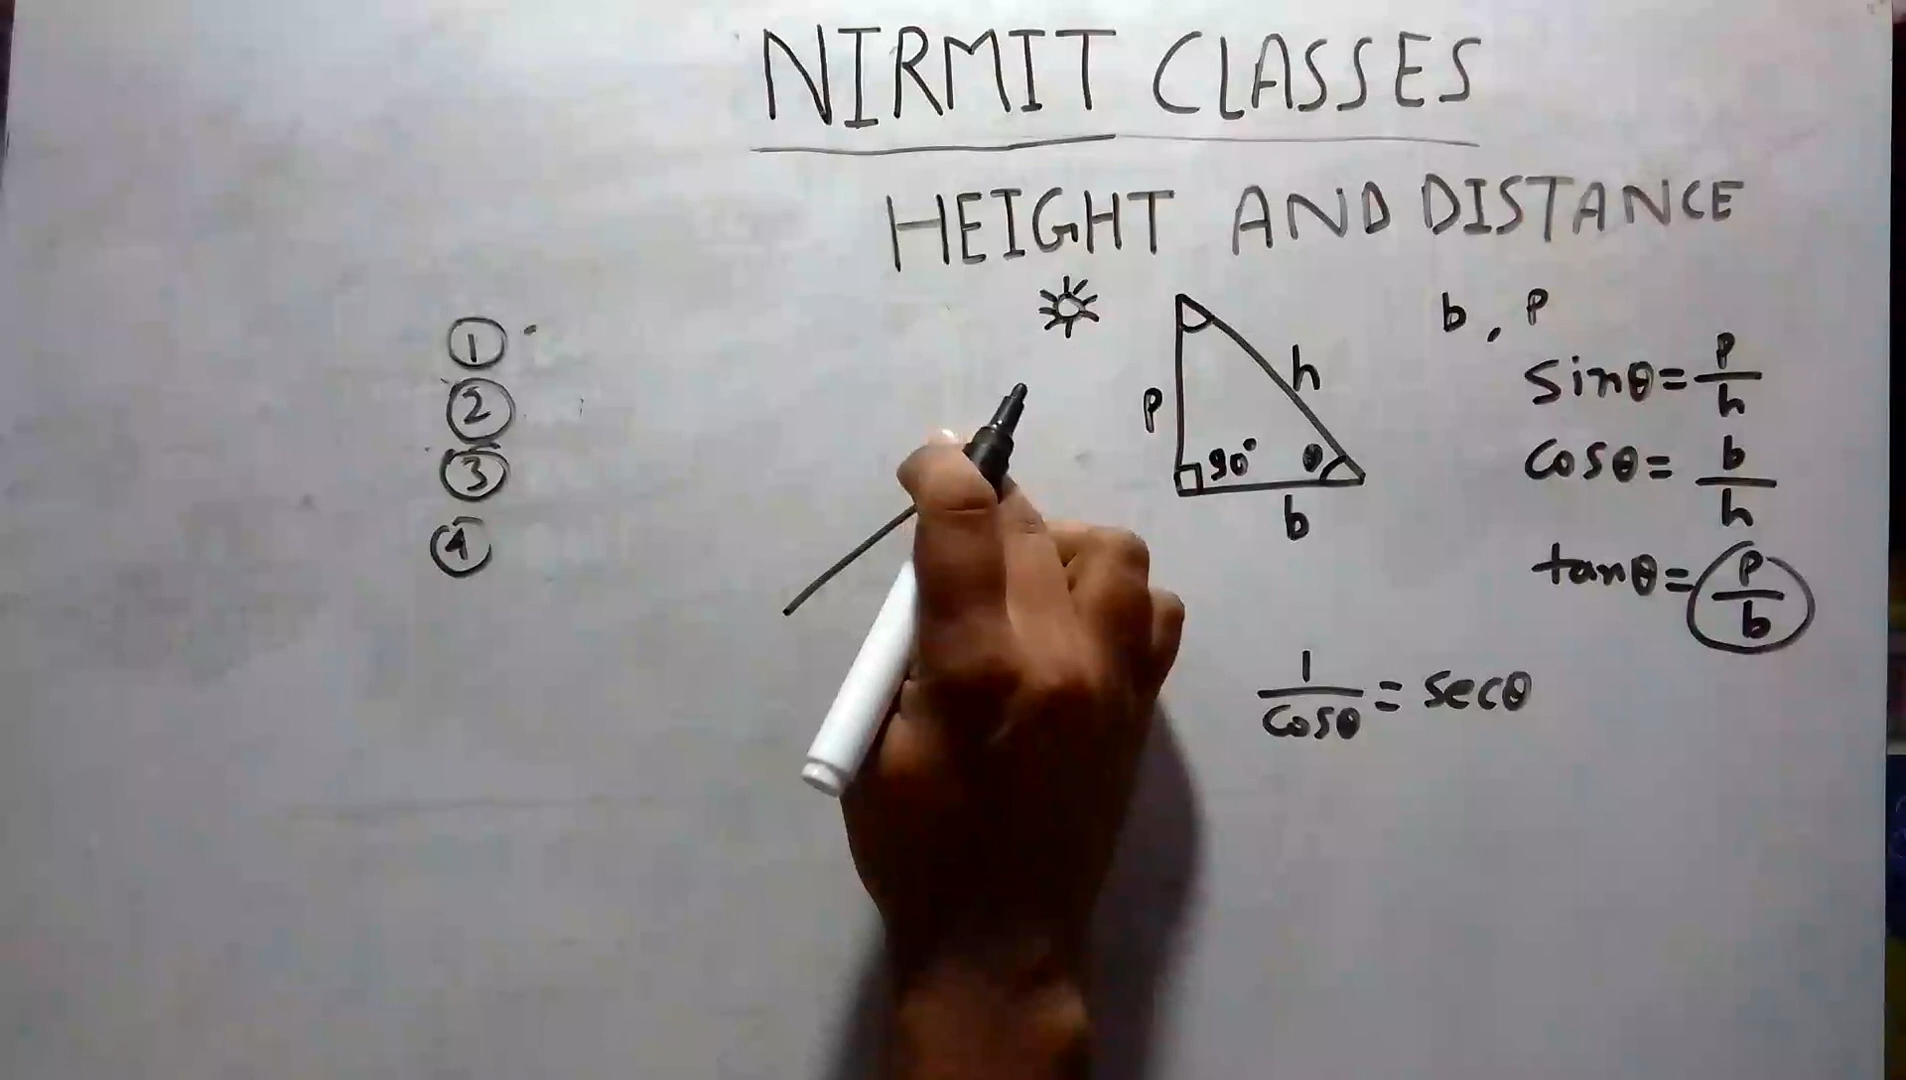 NIRMIT CLASSES
HEIGHT AND DISTANCE
1
2
3
4
p
h
90°
θ
b
b, p
sinθ = p/h
cosθ = b/h
tanθ = p/b
1/cosθ = secθ